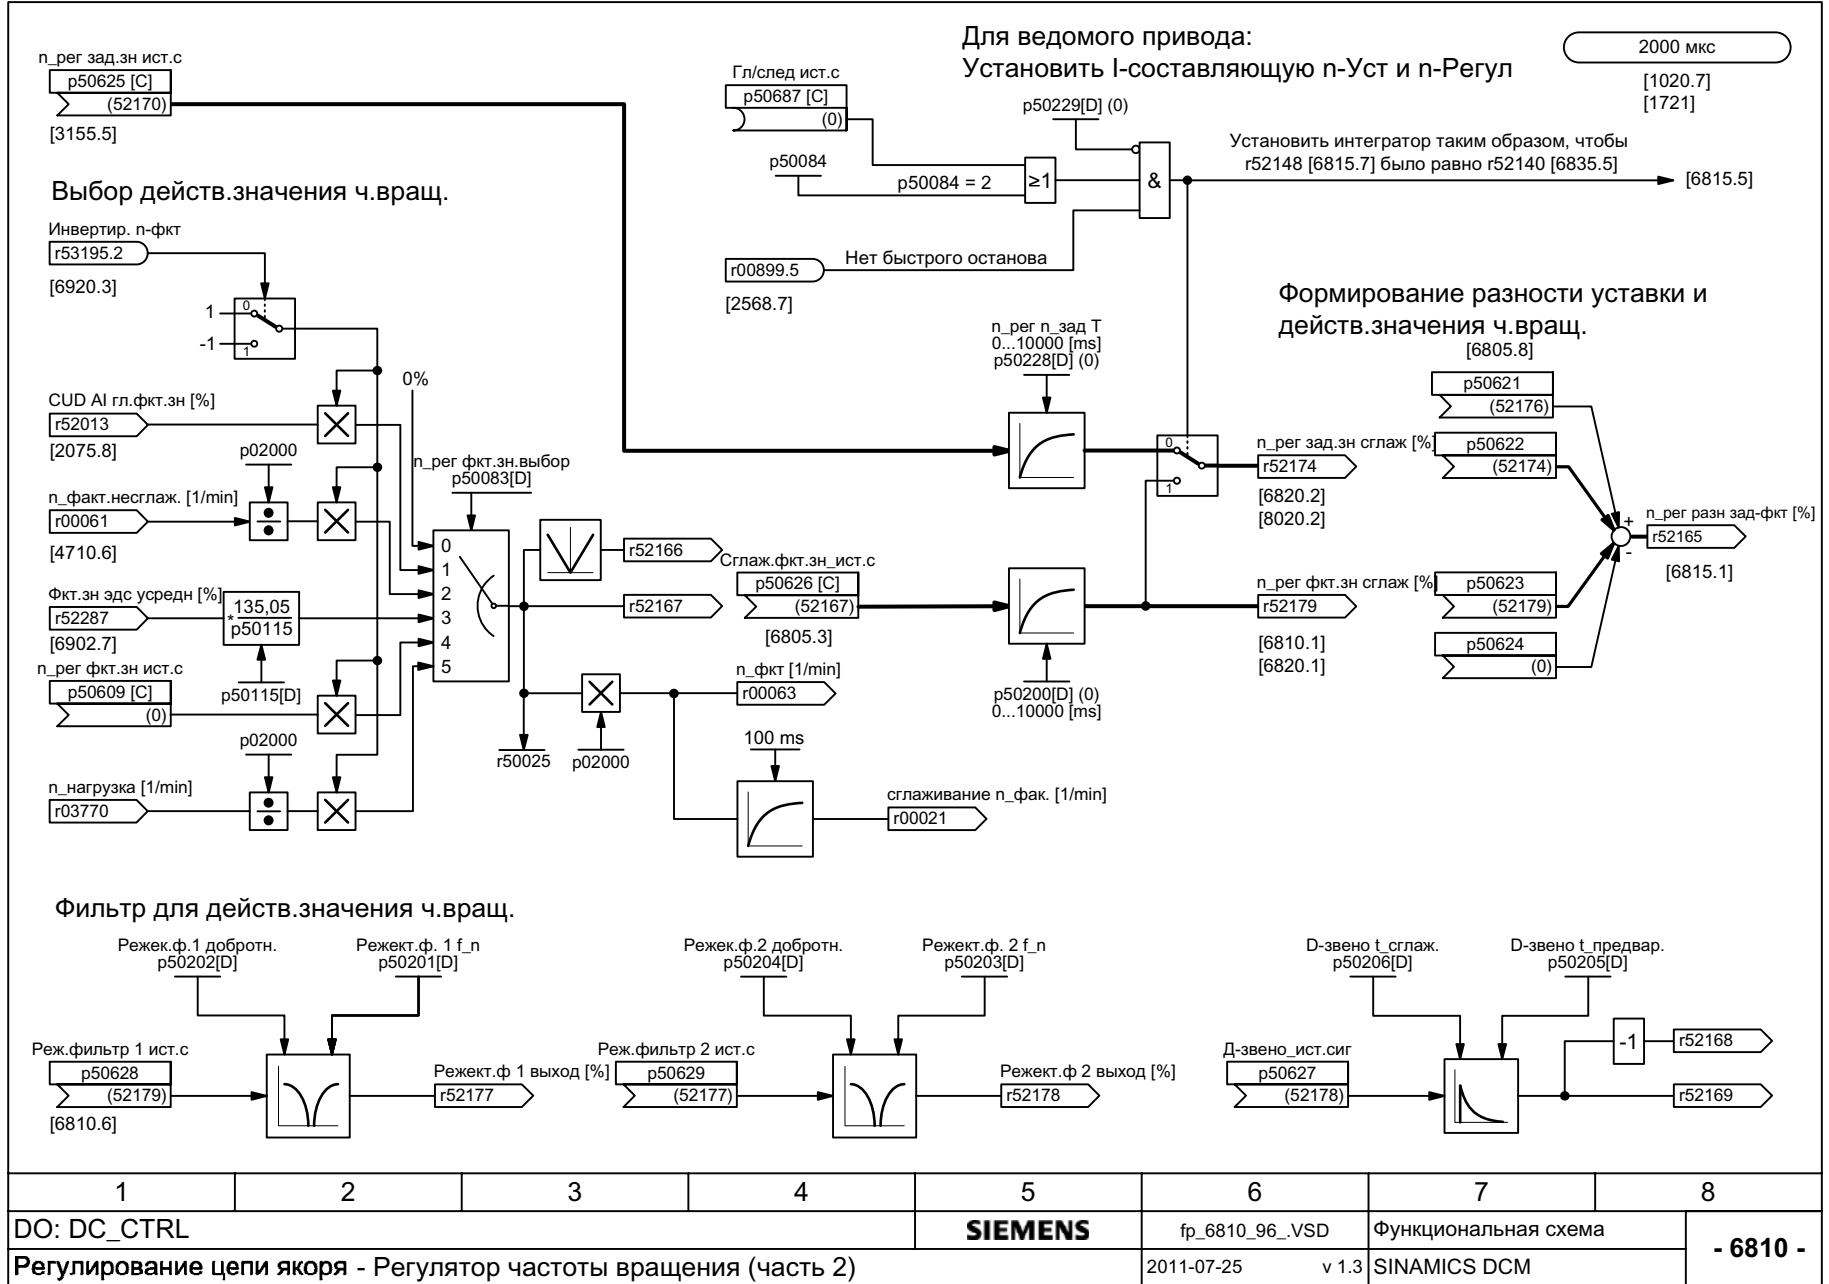 n_рег зад.зн ист.с
p50625 [C]
(52170)
[3155.5]
Гл/след ист.с
p50687 [C]
(0)
Для ведомого привода:
Установить I-составляющую n-Уст и n-Регул
2000 мкс
[1020.7]
[1721]
p50229[D] (0)
p50084
p50084 = 2
≥1
&
Установить интегратор таким образом, чтобы
r52148 [6815.7] было равно r52140 [6835.5]
[6815.5]
Нет быстрого останова
r00899.5
[2568.7]
Выбор действ.значения ч.вращ.
Инвертир. n-фкт
r53195.2
[6920.3]
1
0
-1
1
CUD AI гл.фкт.зн [%]
r52013
[2075.8]
p02000
n_факт.несглаж. [1/min]
r00061
[4710.6]
Фкт.зн эдс усредн [%]
r52287
[6902.7]
135,05
*
p50115
p50115[D]
n_рег фкт.зн ист.с
p50609 [C]
(0)
p02000
n_нагрузка [1/min]
r03770
0%
n_рег фкт.зн.выбор
p50083[D]
0
1
2
3
4
5
r52166
r52167
r50025
p02000
n_фкт [1/min]
r00063
100 ms
сглаживание n_фак. [1/min]
r00021
Сглаж.фкт.зн_ист.с
p50626 [C]
(52167)
[6805.3]
n_рег n_зад T
0...10000 [ms]
p50228[D] (0)
p50200[D] (0)
0...10000 [ms]
0
1
n_рег зад.зн сглаж [%]
r52174
[6820.2]
[8020.2]
n_рег фкт.зн сглаж [%]
r52179
[6810.1]
[6820.1]
Формирование разности уставки и
действ.значения ч.вращ.
[6805.8]
p50621
(52176)
p50622
(52174)
p50623
(52179)
p50624
(0)
+
-
n_рег разн зад-фкт [%]
r52165
[6815.1]
Фильтр для действ.значения ч.вращ.
Режек.ф.1 добротн.
p50202[D]
Режект.ф. 1 f_n
p50201[D]
Реж.фильтр 1 ист.с
p50628
(52179)
[6810.6]
Режект.ф 1 выход [%]
r52177
Режек.ф.2 добротн.
p50204[D]
Режект.ф. 2 f_n
p50203[D]
Реж.фильтр 2 ист.с
p50629
(52177)
Режект.ф 2 выход [%]
r52178
D-звено t_сглаж.
p50206[D]
D-звено t_предвар.
p50205[D]
Д-звено_ист.сиг
p50627
(52178)
-1
r52168
r52169
1 2 3 4 5 6 7 8
DO: DC_CTRL
SIEMENS
fp_6810_96_.VSD
Функциональная схема
- 6810 -
Регулирование цепи якоря - Регулятор частоты вращения (часть 2)
2011-07-25 v 1.3
SINAMICS DCM